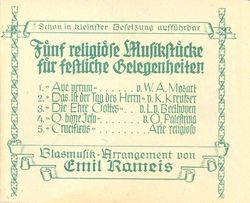 Schon in kleinster Besetzung aufführbar
Fünf religiöse Musikstücke
für festliche Gelegenheiten
1. „Ave verum" . . . . . . v. W. A. Mozart
2. „Das ist der Tag des Herrn" v. K. Kreutzer
3. „Die Ehre Gottes" . . . v. L. v. Beethoven
4. „O bone Jesu" . . . . . v. O. Palestrina
5. „Crucifixus" . . . . . . Arie religioso
Blasmusik-Arrangement von
Emil Rameis